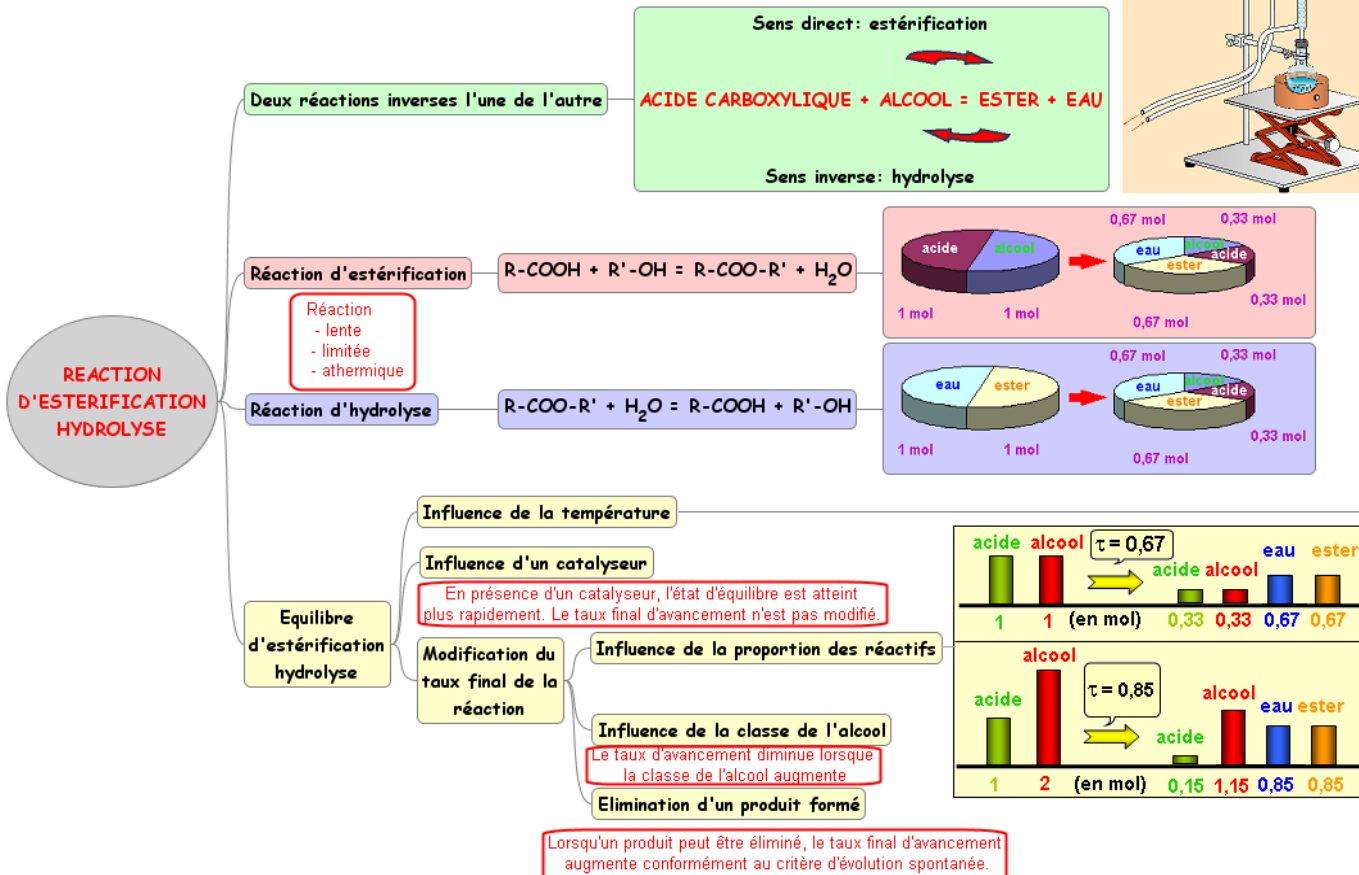 Sens direct: estérification
ACIDE CARBOXYLIQUE + ALCOOL = ESTER + EAU
Sens inverse: hydrolyse
Deux réactions inverses l'une de l'autre
REACTION
D'ESTERIFICATION
HYDROLYSE
Réaction d'estérification
R-COOH + R'-OH = R-COO-R' + H₂O
acide
alcool
1 mol
1 mol
0,67 mol
0,33 mol
eau
alcool
acide
ester
0,33 mol
0,67 mol
Réaction
- lente
- limitée
- athermique
Réaction d'hydrolyse
R-COO-R' + H₂O = R-COOH + R'-OH
eau
ester
1 mol
1 mol
0,67 mol
0,33 mol
eau
alcool
acide
ester
0,33 mol
0,67 mol
Equilibre
d'estérification
hydrolyse
Influence de la température
Influence d'un catalyseur
En présence d'un catalyseur, l'état d'équilibre est atteint
plus rapidement. Le taux final d'avancement n'est pas modifié.
Modification du
taux final de la
réaction
Influence de la proportion des réactifs
acide alcool
τ = 0,67
acide alcool eau ester
1 1 (en mol) 0,33 0,33 0,67 0,67
acide alcool
τ = 0,85
acide alcool eau ester
1 2 (en mol) 0,15 1,15 0,85 0,85
Influence de la classe de l'alcool
Le taux d'avancement diminue lorsque
la classe de l'alcool augmente
Elimination d'un produit formé
Lorsqu'un produit peut être éliminé, le taux final d'avancement
augmente conformément au critère d'évolution spontanée.